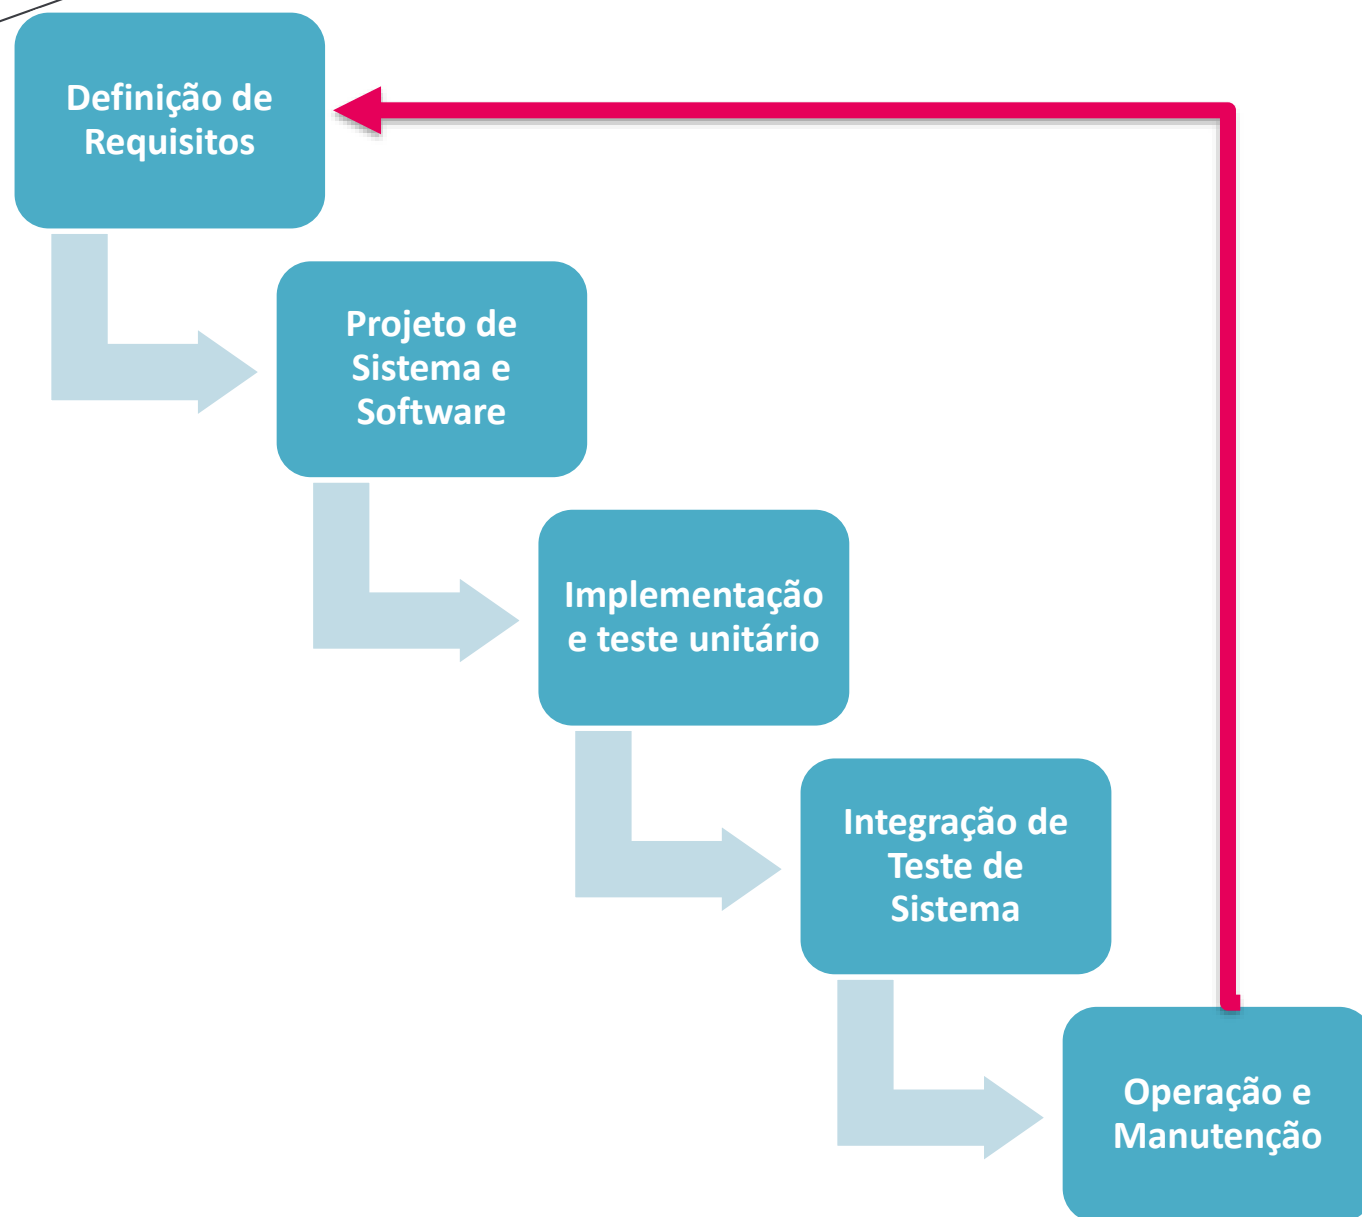 Definição de
Requisitos
Projeto de
Sistema e
Software
Implementação
e teste unitário
Integração de
Teste de
Sistema
Operação e
Manutenção